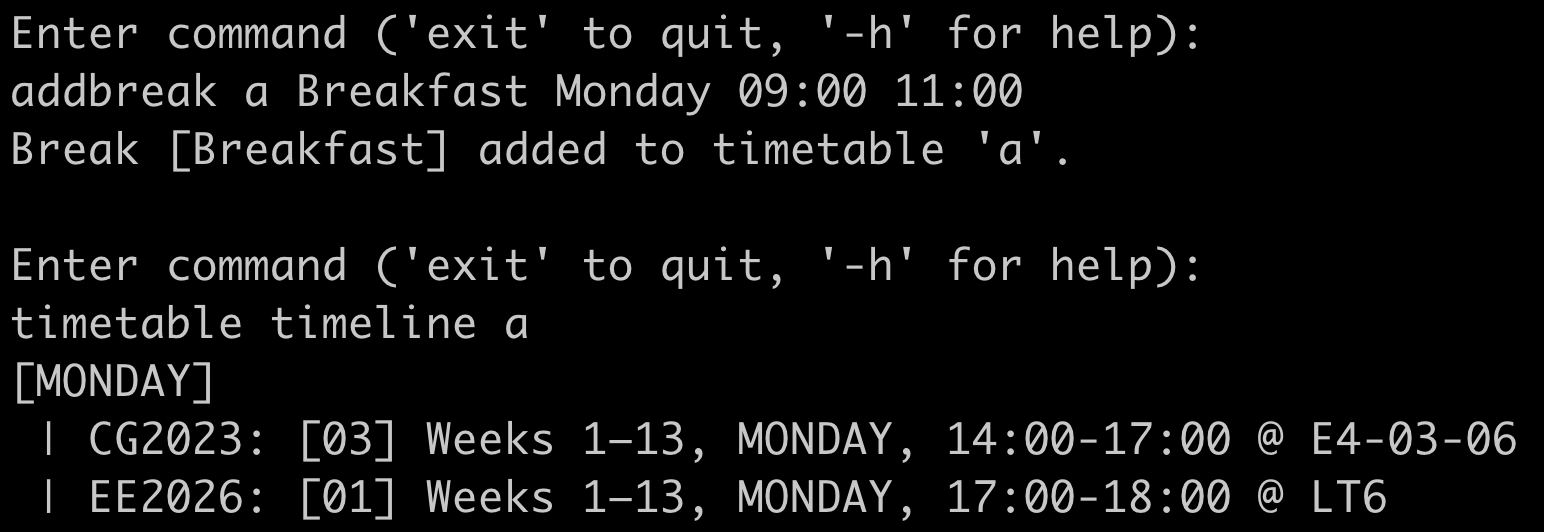 Enter command ('exit' to quit, '-h' for help):
addbreak a Breakfast Monday 09:00 11:00
Break [Breakfast] added to timetable 'a'.
Enter command ('exit' to quit, '-h' for help):
timetable timeline a
[MONDAY]
| CG2023: [03] Weeks 1–13, MONDAY, 14:00-17:00 @ E4-03-06
| EE2026: [01] Weeks 1–13, MONDAY, 17:00-18:00 @ LT6